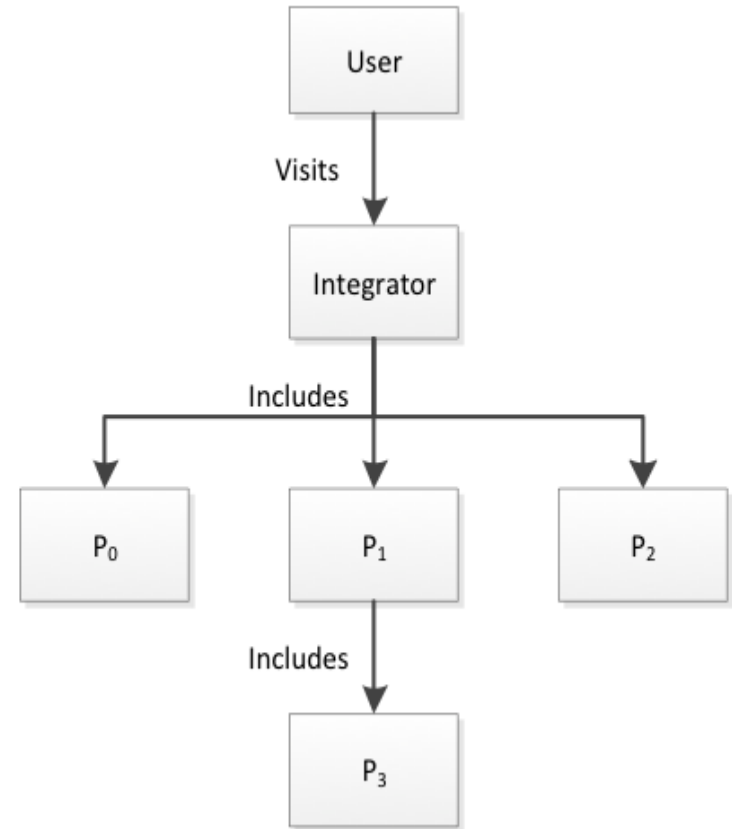 User
Visits
Integrator
Includes
P₀
P₁
P₂
Includes
P₃